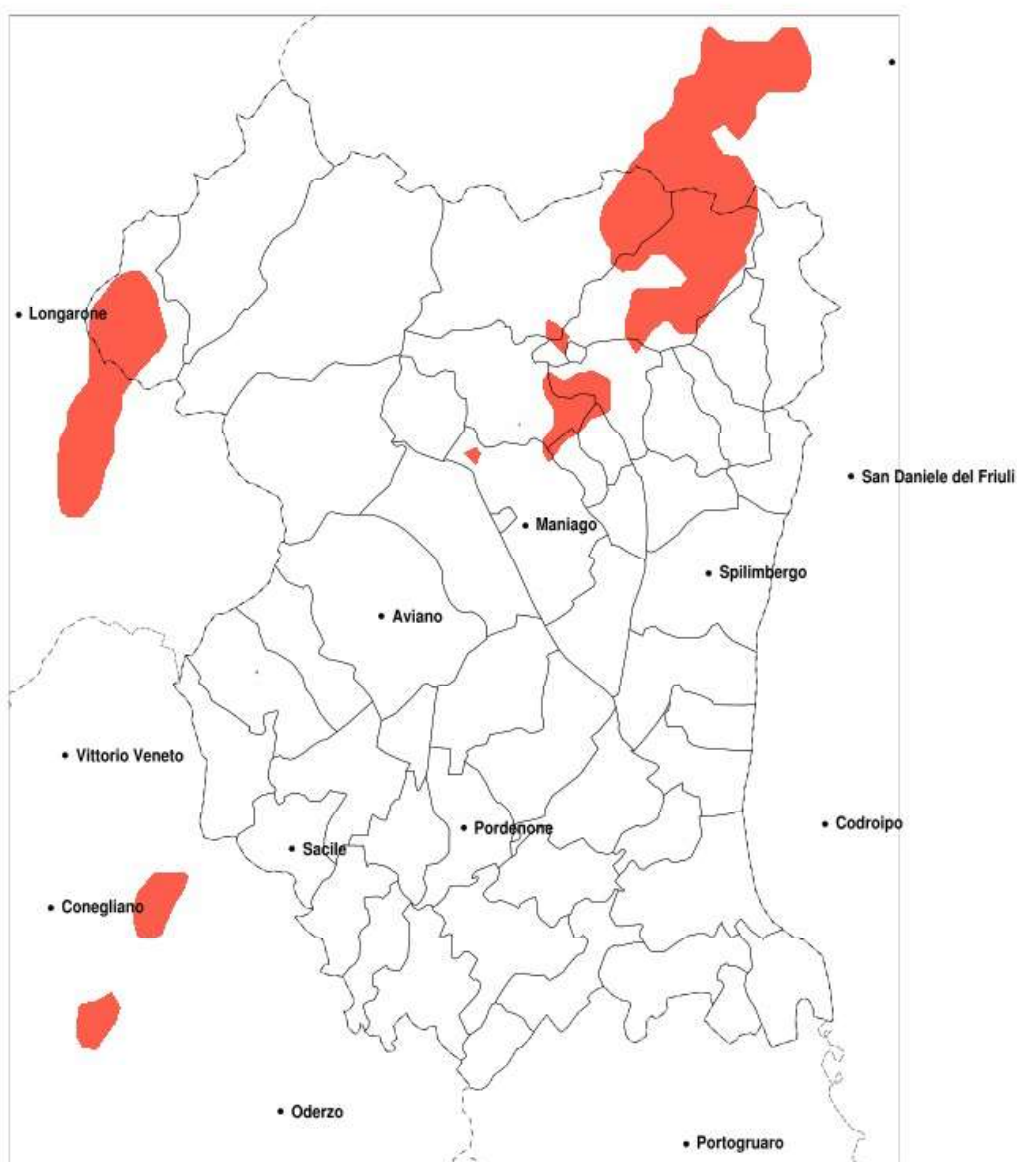 Longarone
San Daniele del Friuli
Maniago
Spilimbergo
Aviano
Vittorio Veneto
Pordenone
Codroipo
Sacile
Conegliano
Oderzo
Portogruaro